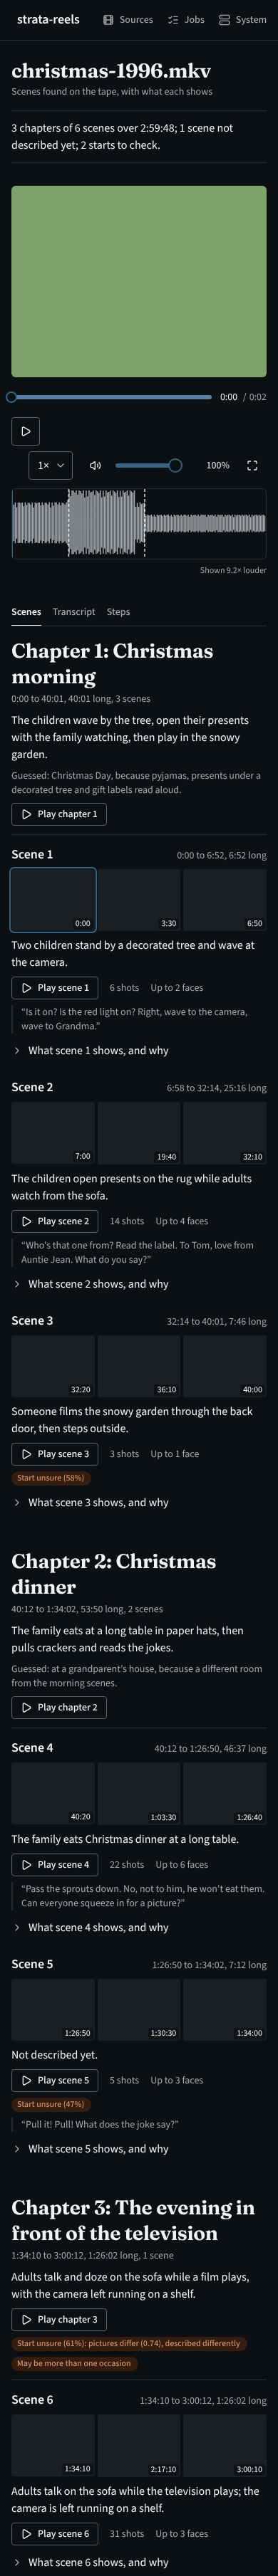 strata-reels Sources Jobs System
christmas-1996.mkv
Scenes found on the tape, with what each shows
3 chapters of 6 scenes over 2:59:48; 1 scene not
described yet; 2 starts to check.
0:00 / 0:02
1× 100%
Shown 9.2× louder
Scenes Transcript Steps
Chapter 1: Christmas
morning
0:00 to 40:01, 40:01 long, 3 scenes
The children wave by the tree, open their presents
with the family watching, then play in the snowy
garden.
Guessed: Christmas Day, because pyjamas, presents under a
decorated tree and gift labels read aloud.
Play chapter 1
Scene 1 0:00 to 6:52, 6:52 long
0:00 3:30 6:50
Two children stand by a decorated tree and wave at
the camera.
Play scene 1 6 shots Up to 2 faces
“Is it on? Is the red light on? Right, wave to the camera,
wave to Grandma.”
What scene 1 shows, and why
Scene 2 6:58 to 32:14, 25:16 long
7:00 19:40 32:10
The children open presents on the rug while adults
watch from the sofa.
Play scene 2 14 shots Up to 4 faces
“Who's that one from? Read the label. To Tom, love from
Auntie Jean. What do you say?”
What scene 2 shows, and why
Scene 3 32:14 to 40:01, 7:46 long
32:20 36:10 40:00
Someone films the snowy garden through the back
door, then steps outside.
Play scene 3 3 shots Up to 1 face
Start unsure (58%)
What scene 3 shows, and why
Chapter 2: Christmas
dinner
40:12 to 1:34:02, 53:50 long, 2 scenes
The family eats at a long table in paper hats, then
pulls crackers and reads the jokes.
Guessed: at a grandparent’s house, because a different room
from the morning scenes.
Play chapter 2
Scene 4 40:12 to 1:26:50, 46:37 long
40:20 1:03:30 1:26:40
The family eats Christmas dinner at a long table.
Play scene 4 22 shots Up to 6 faces
“Pass the sprouts down. No, not to him, he won't eat them.
Can everyone squeeze in for a picture?”
What scene 4 shows, and why
Scene 5 1:26:50 to 1:34:02, 7:12 long
1:26:50 1:30:30 1:34:00
Not described yet.
Play scene 5 5 shots Up to 3 faces
Start unsure (47%)
“Pull it! Pull! What does the joke say?”
What scene 5 shows, and why
Chapter 3: The evening in
front of the television
1:34:10 to 3:00:12, 1:26:02 long, 1 scene
Adults talk and doze on the sofa while a film plays,
with the camera left running on a shelf.
Play chapter 3
Start unsure (61%): pictures differ (0.74), described differently
May be more than one occasion
Scene 6 1:34:10 to 3:00:12, 1:26:02 long
1:34:10 2:17:10 3:00:10
Adults talk on the sofa while the television plays; the
camera is left running on a shelf.
Play scene 6 31 shots Up to 3 faces
What scene 6 shows, and why